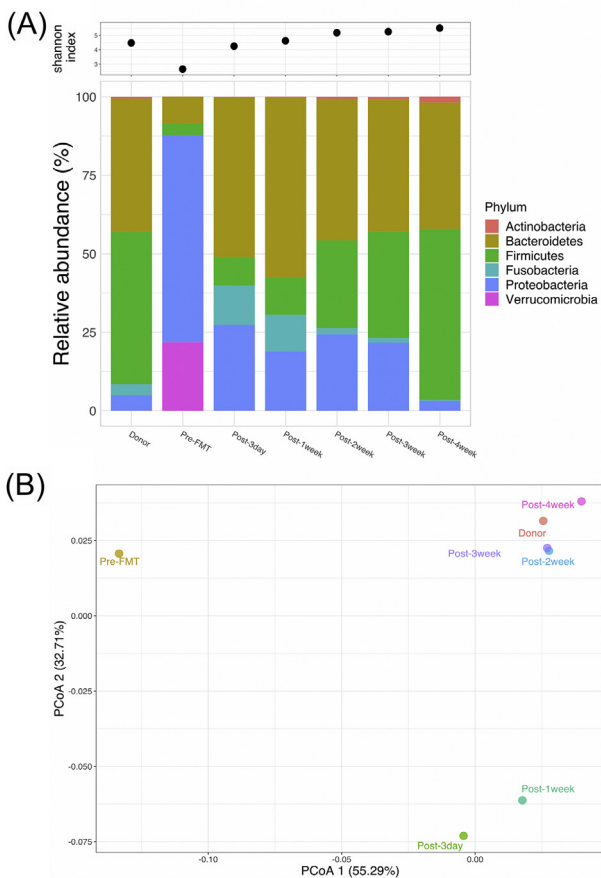 (A)
shannon
index
5
4
3
Relative abundance (%)
100
75
50
25
0
Donor
Pre-FMT
Post-3day
Post-1week
Post-2week
Post-3week
Post-4week
Phylum
Actinobacteria
Bacteroidetes
Firmicutes
Fusobacteria
Proteobacteria
Verrucomicrobia
(B)
PCoA 2 (32.71%)
0.025
0.000
-0.025
-0.050
-0.075
Post-4week
Donor
Post-3week
Post-2week
Pre-FMT
Post-1week
Post-3day
-0.10
-0.05
0.00
PCoA 1 (55.29%)